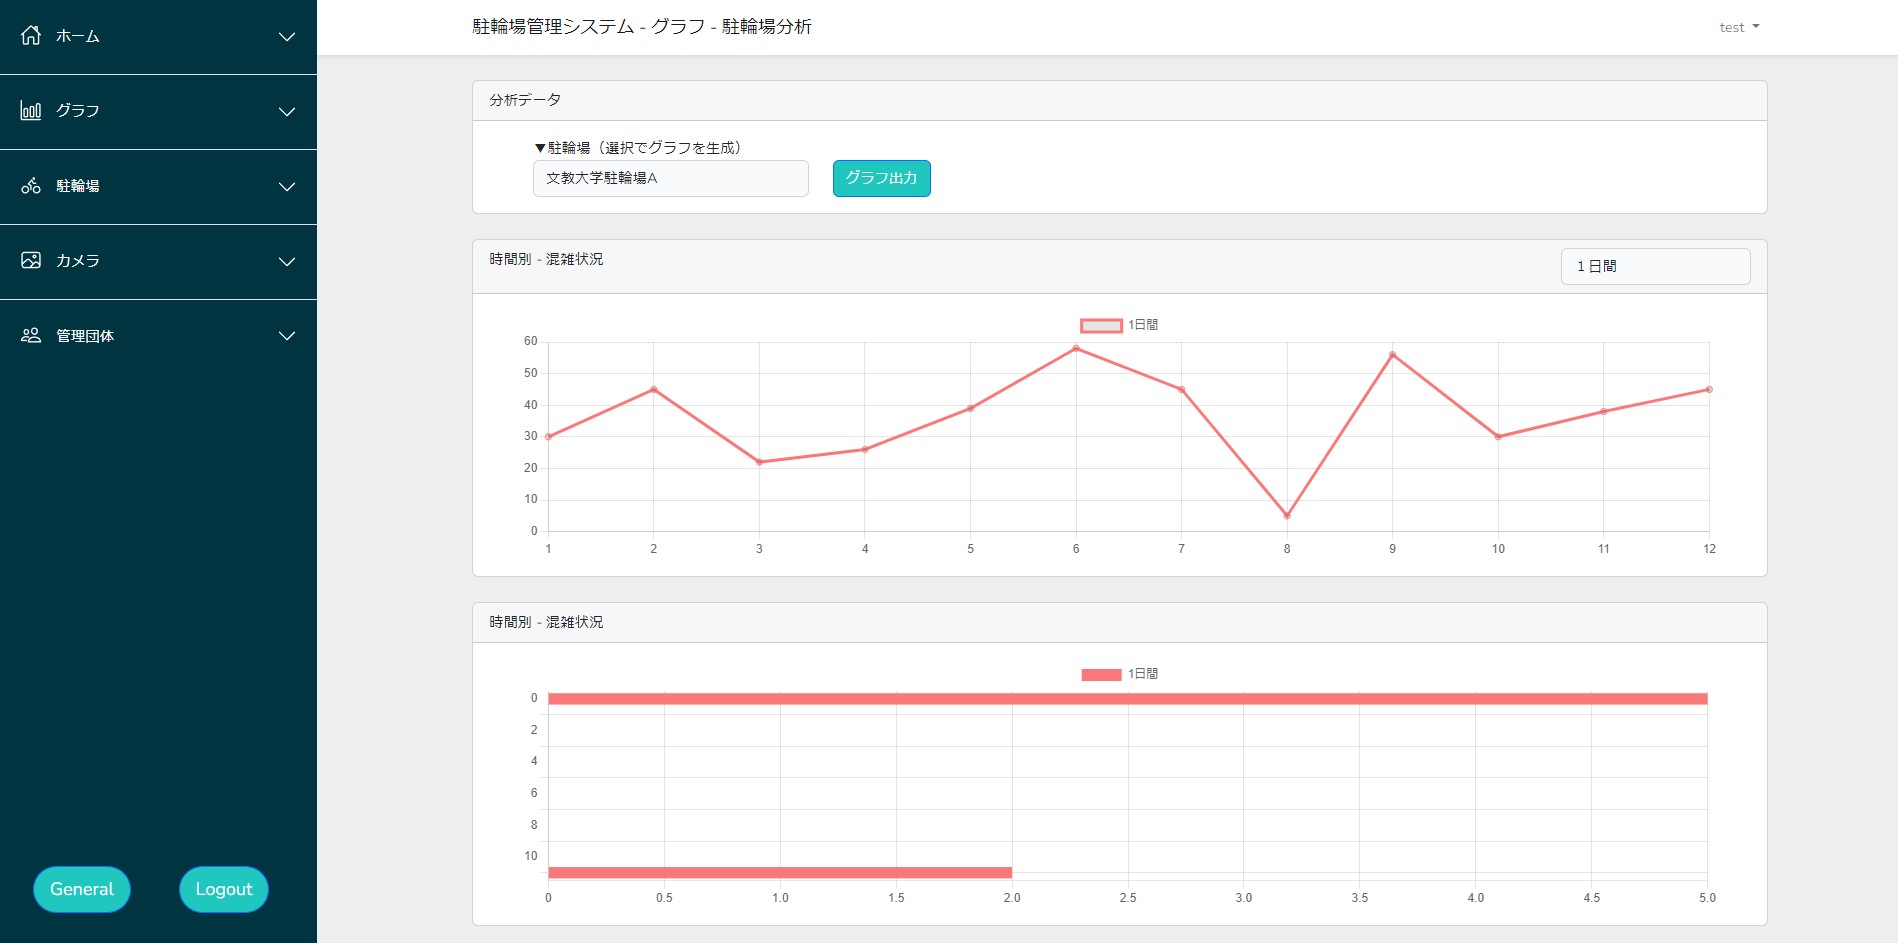 ホーム
グラフ
駐輪場
カメラ
管理団体
General
Logout
駐輪場管理システム - グラフ - 駐輪場分析
test
分析データ
▼駐輪場（選択でグラフを生成）
文教大学駐輪場A
グラフ出力
時間別 - 混雑状況
1 日間
1日間
60
50
40
30
20
10
0
1 2 3 4 5 6 7 8 9 10 11 12
時間別 - 混雑状況
1日間
0
2
4
6
8
10
0 0.5 1.0 1.5 2.0 2.5 3.0 3.5 4.0 4.5 5.0